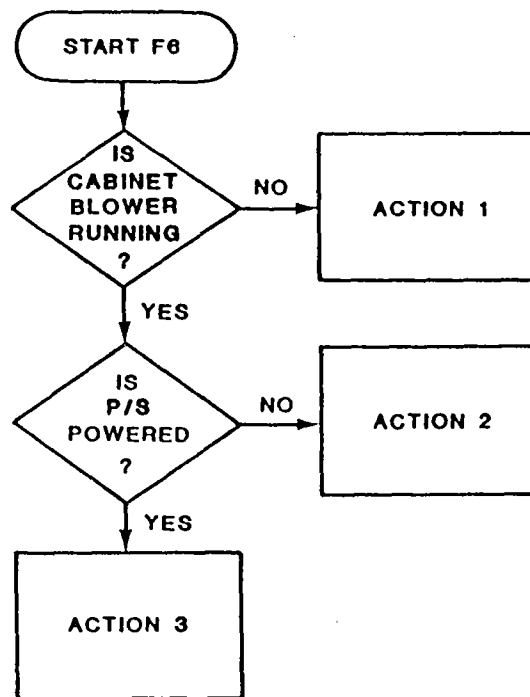 START F6
IS
CABINET
BLOWER
RUNNING
?
NO
ACTION 1
YES
IS
P/S
POWERED
?
NO
ACTION 2
YES
ACTION 3